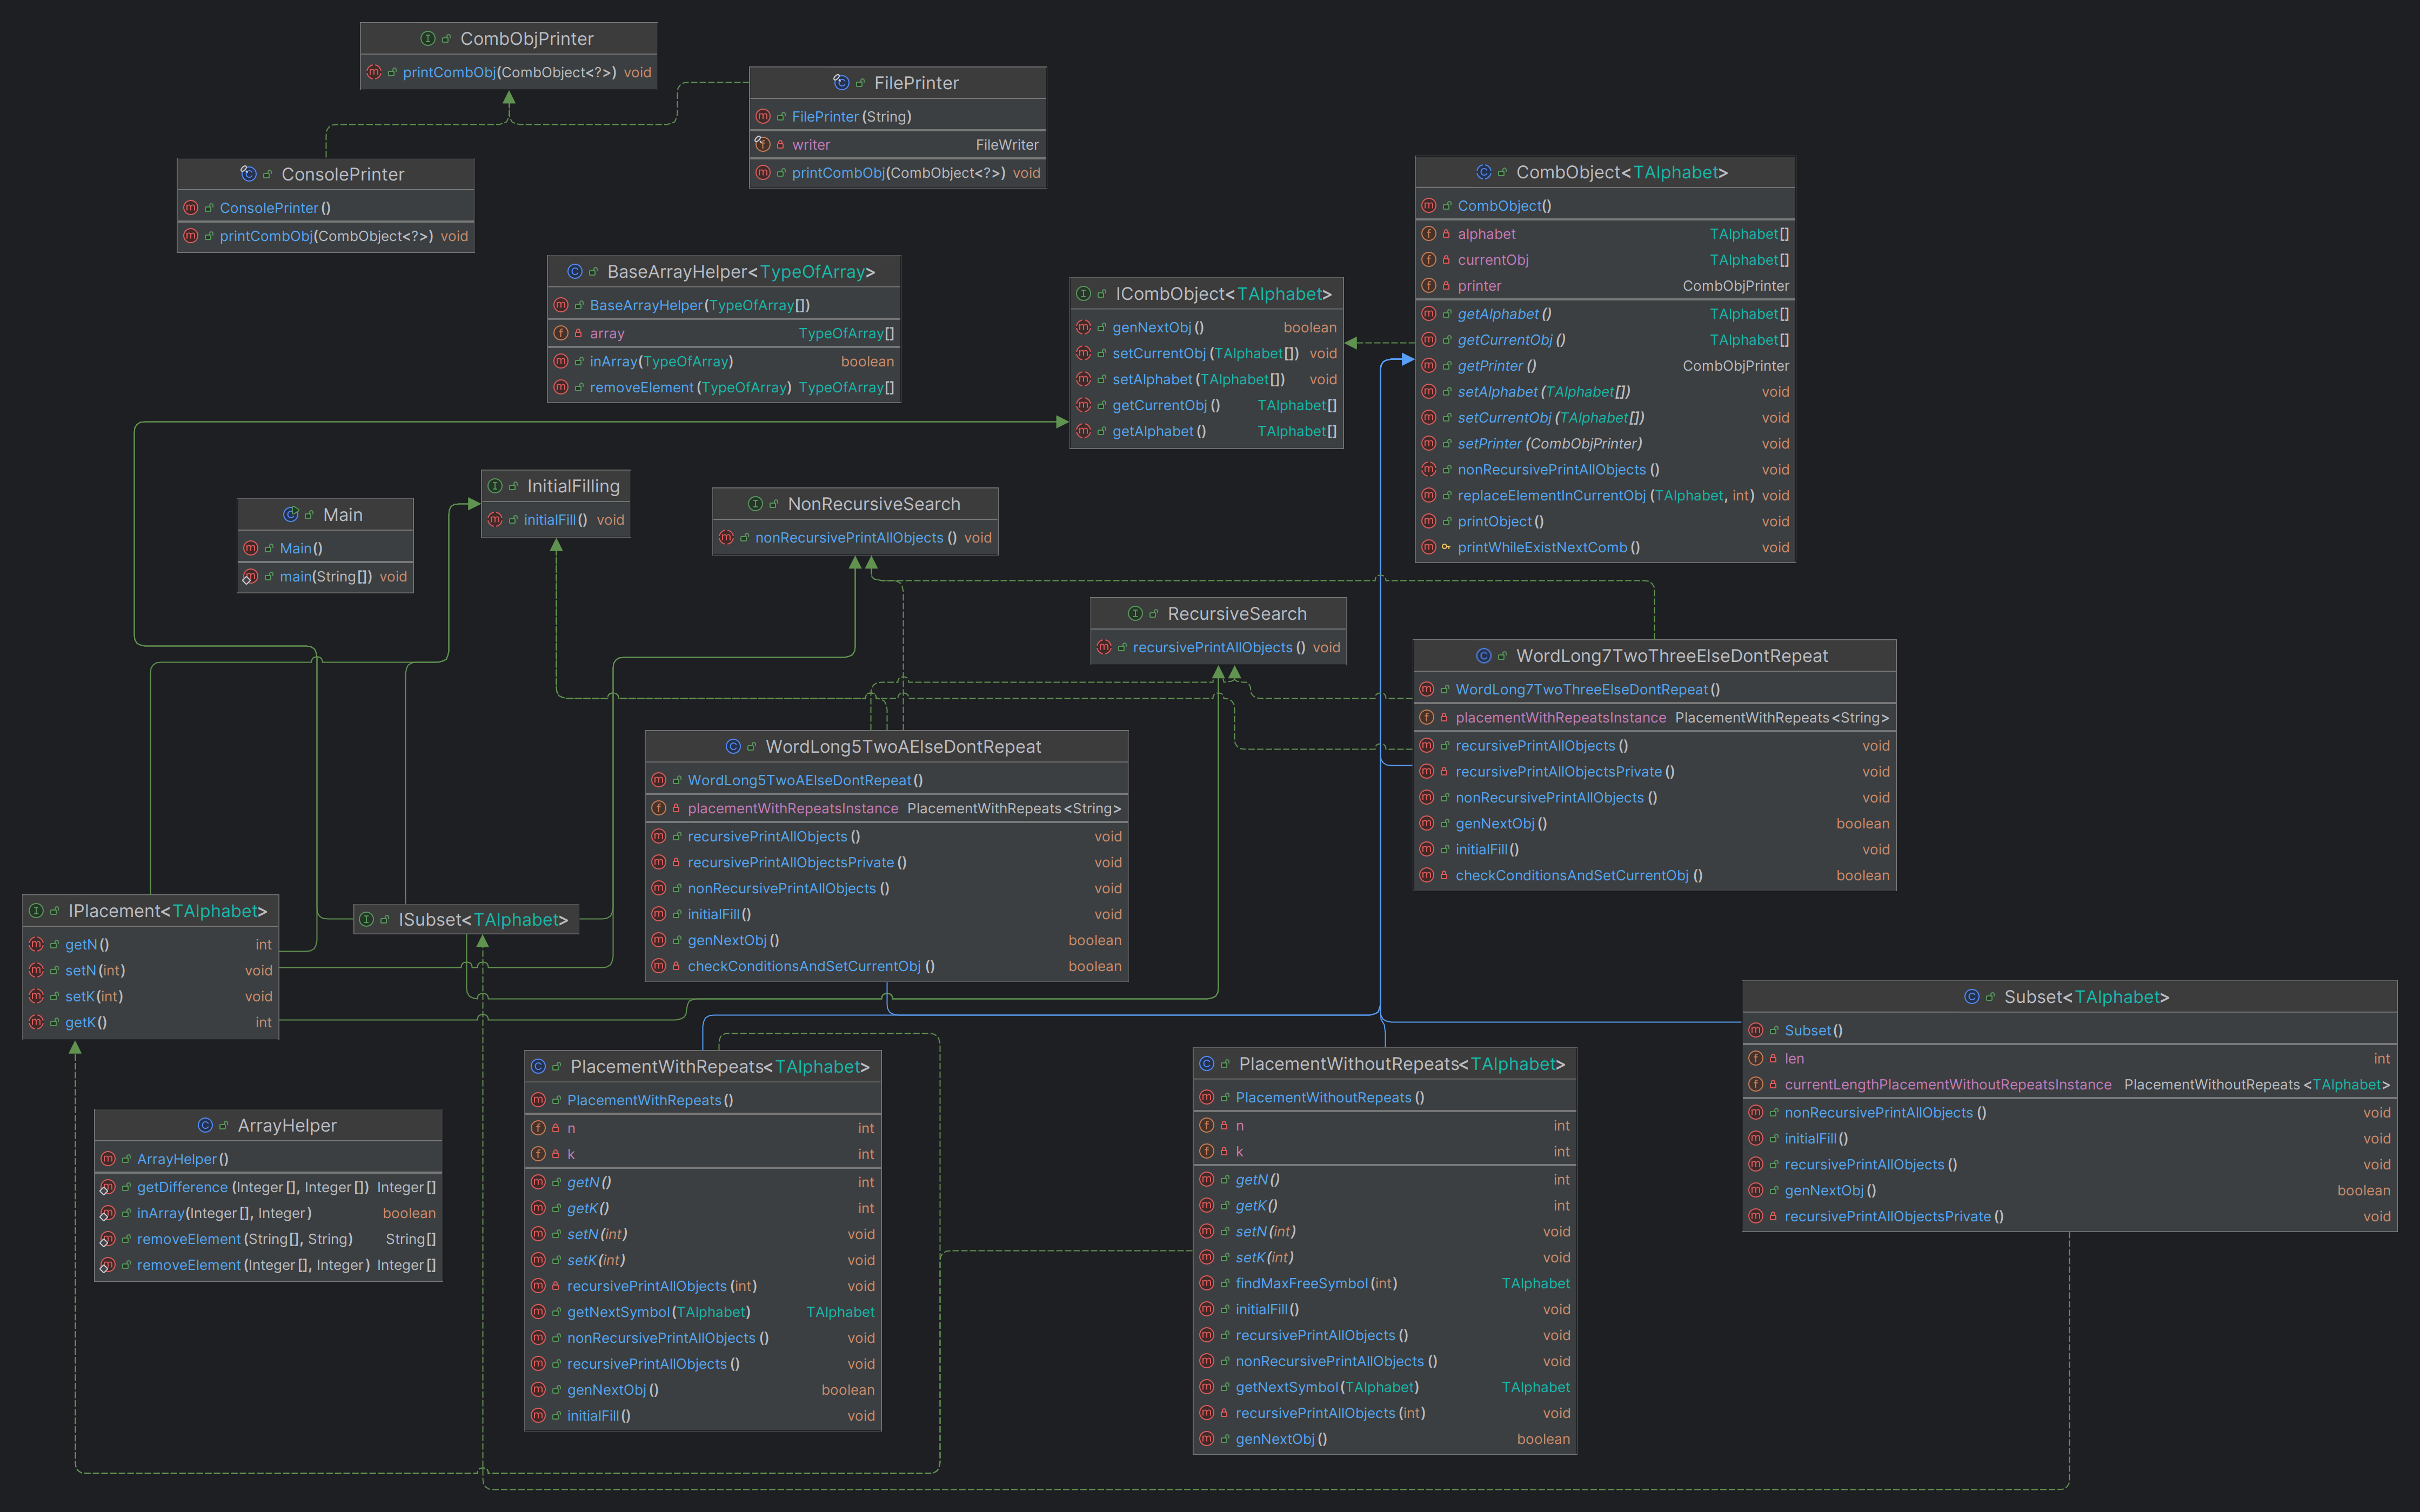 CombObjPrinter
printCombObj(CombObject<?>) void
FilePrinter
FilePrinter(String)
writer FileWriter
printCombObj(CombObject<?>) void
ConsolePrinter
ConsolePrinter()
printCombObj(CombObject<?>) void
CombObject<TAlphabet>
CombObject()
alphabet TAlphabet[]
currentObj TAlphabet[]
printer CombObjPrinter
getAlphabet() TAlphabet[]
getCurrentObj() TAlphabet[]
getPrinter() CombObjPrinter
setAlphabet(TAlphabet[]) void
setCurrentObj(TAlphabet[]) void
setPrinter(CombObjPrinter) void
nonRecursivePrintAllObjects() void
replaceElementInCurrentObj(TAlphabet, int) void
printObject() void
printWhileExistNextComb() void
BaseArrayHelper<TypeOfArray>
BaseArrayHelper(TypeOfArray[])
array TypeOfArray[]
inArray(TypeOfArray) boolean
removeElement(TypeOfArray) TypeOfArray[]
ICombObject<TAlphabet>
genNextObj() boolean
setCurrentObj(TAlphabet[]) void
setAlphabet(TAlphabet[]) void
getCurrentObj() TAlphabet[]
getAlphabet() TAlphabet[]
InitialFilling
initialFill() void
NonRecursiveSearch
nonRecursivePrintAllObjects() void
Main
Main()
main(String[]) void
RecursiveSearch
recursivePrintAllObjects() void
WordLong7TwoThreeElseDontRepeat
WordLong7TwoThreeElseDontRepeat()
placementWithRepeatsInstance PlacementWithRepeats<String>
recursivePrintAllObjects() void
recursivePrintAllObjectsPrivate() void
nonRecursivePrintAllObjects() void
genNextObj() boolean
initialFill() void
checkConditionsAndSetCurrentObj() boolean
WordLong5TwoAElseDontRepeat
WordLong5TwoAElseDontRepeat()
placementWithRepeatsInstance PlacementWithRepeats<String>
recursivePrintAllObjects() void
recursivePrintAllObjectsPrivate() void
nonRecursivePrintAllObjects() void
initialFill() void
genNextObj() boolean
checkConditionsAndSetCurrentObj() boolean
IPlacement<TAlphabet>
getN() int
setN(int) void
setK(int) void
getK() int
ISubset<TAlphabet>
Subset<TAlphabet>
Subset()
len int
currentLengthPlacementWithoutRepeatsInstance PlacementWithoutRepeats<TAlphabet>
nonRecursivePrintAllObjects() void
initialFill() void
recursivePrintAllObjects() void
genNextObj() boolean
recursivePrintAllObjectsPrivate() void
PlacementWithRepeats<TAlphabet>
PlacementWithRepeats()
n int
k int
getN() int
getK() int
setN(int) void
setK(int) void
recursivePrintAllObjects(int) void
getNextSymbol(TAlphabet) TAlphabet
nonRecursivePrintAllObjects() void
recursivePrintAllObjects() void
genNextObj() boolean
initialFill() void
PlacementWithoutRepeats<TAlphabet>
PlacementWithoutRepeats()
n int
k int
getN() int
getK() int
setN(int) void
setK(int) void
findMaxFreeSymbol(int) TAlphabet
initialFill() void
recursivePrintAllObjects() void
nonRecursivePrintAllObjects() void
getNextSymbol(TAlphabet) TAlphabet
recursivePrintAllObjects(int) void
genNextObj() boolean
ArrayHelper
ArrayHelper()
getDifference(Integer[], Integer[]) Integer[]
inArray(Integer[], Integer) boolean
removeElement(String[], String) String[]
removeElement(Integer[], Integer) Integer[]